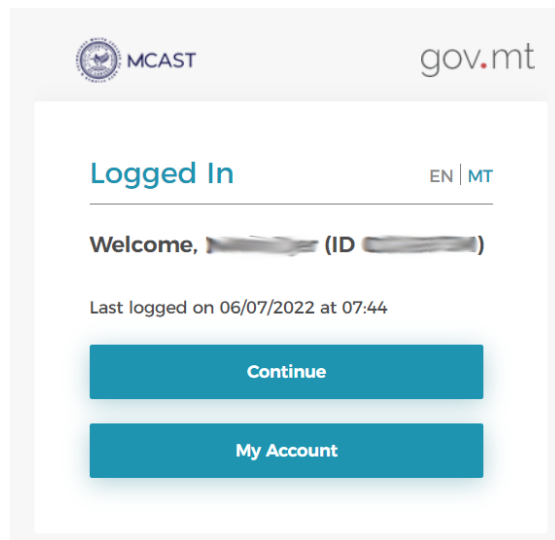 MCAST
gov.mt
Logged In
EN | MT
Welcome, (ID )
Last logged on 06/07/2022 at 07:44
Continue
My Account